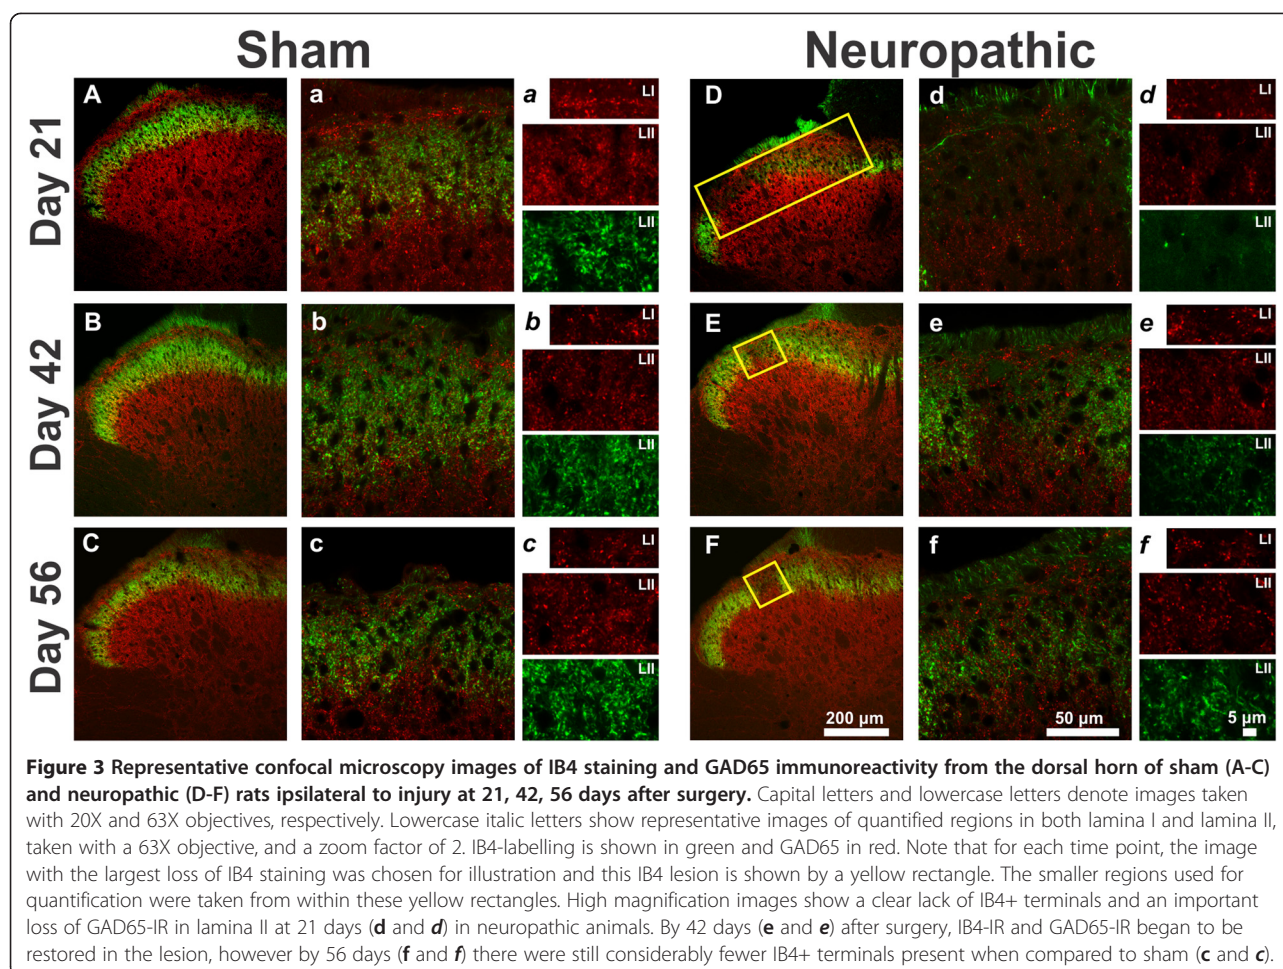 Sham Neuropathic
Day 21
A a a LI LII LII D d d LI LII LII
Day 42
B b b LI LII LII E e e LI LII LII
Day 56
C c c LI LII LII F f f LI LII LII
200 µm 50 µm 5 µm
Figure 3 Representative confocal microscopy images of IB4 staining and GAD65 immunoreactivity from the dorsal horn of sham (A-C)
and neuropathic (D-F) rats ipsilateral to injury at 21, 42, 56 days after surgery. Capital letters and lowercase letters denote images taken
with 20X and 63X objectives, respectively. Lowercase italic letters show representative images of quantified regions in both lamina I and lamina II,
taken with a 63X objective, and a zoom factor of 2. IB4-labelling is shown in green and GAD65 in red. Note that for each time point, the image
with the largest loss of IB4 staining was chosen for illustration and this IB4 lesion is shown by a yellow rectangle. The smaller regions used for
quantification were taken from within these yellow rectangles. High magnification images show a clear lack of IB4+ terminals and an important
loss of GAD65-IR in lamina II at 21 days (d and d) in neuropathic animals. By 42 days (e and e) after surgery, IB4-IR and GAD65-IR began to be
restored in the lesion, however by 56 days (f and f) there were still considerably fewer IB4+ terminals present when compared to sham (c and c).